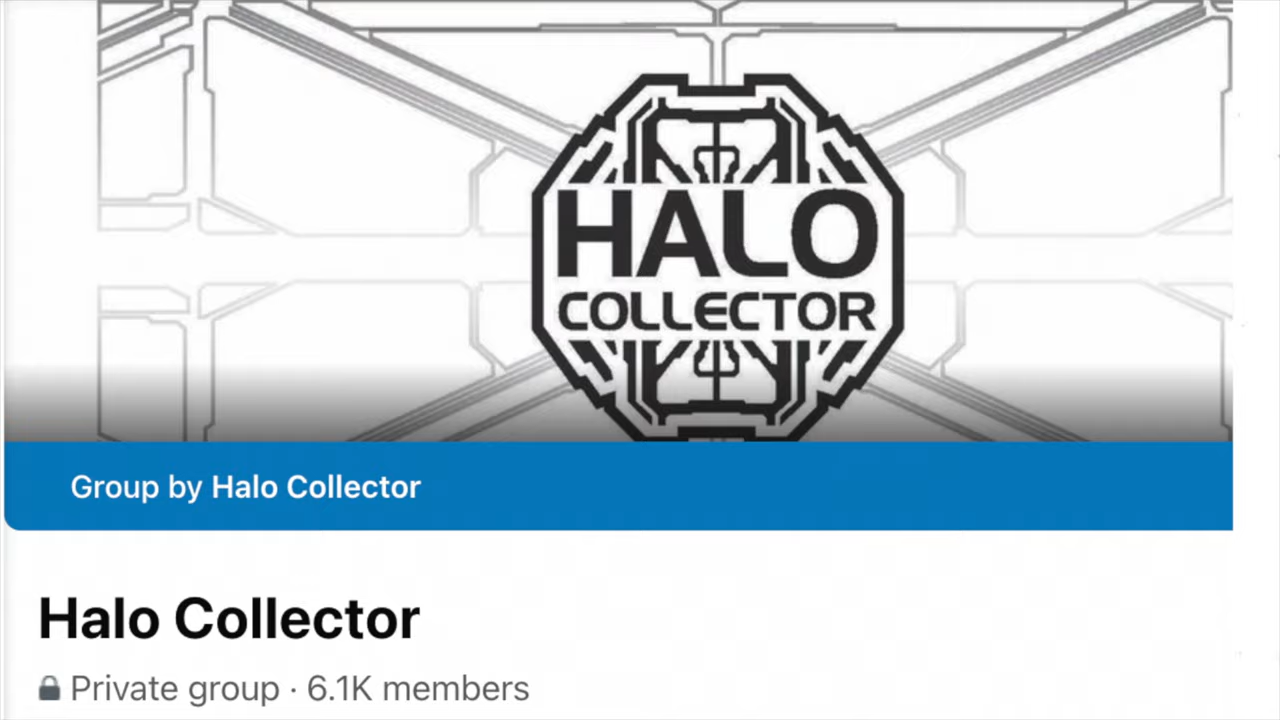 HALO
COLLECTOR
Group by Halo Collector
Halo Collector
Private group · 6.1K members